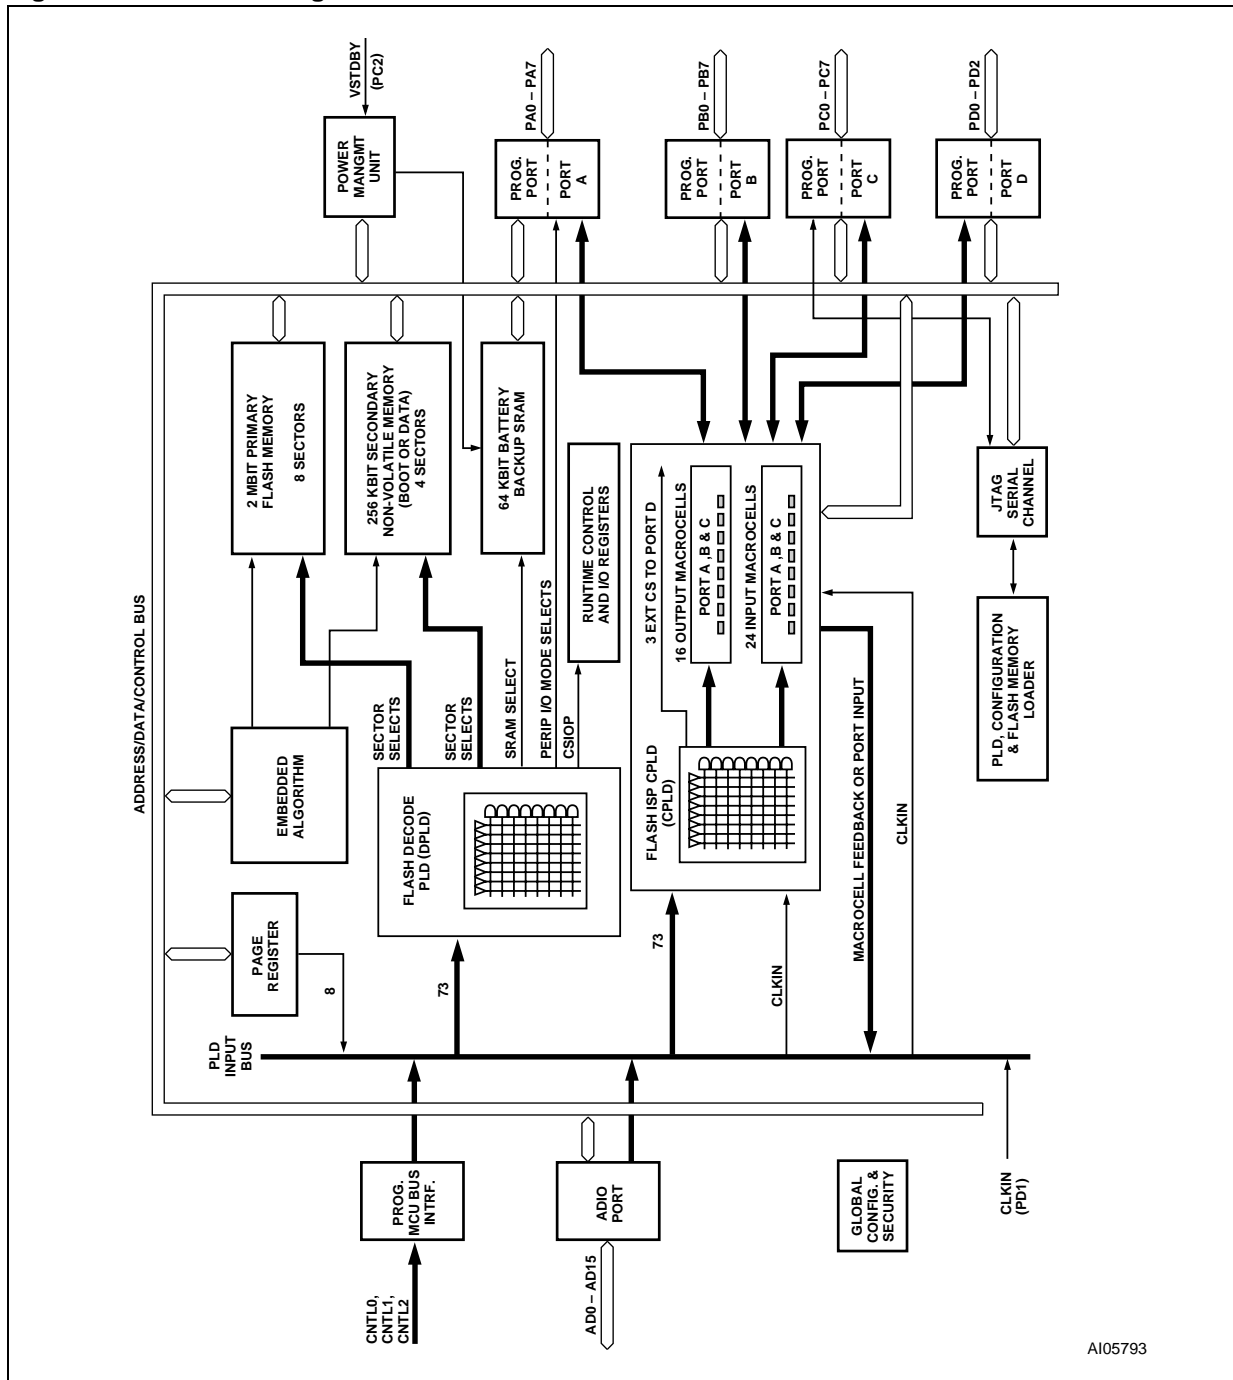 VSTDBY
(PC2)
PA0 – PA7
PB0 – PB7
PC0 – PC7
PD0 – PD2
POWER
MANGMT
UNIT
PROG.
PORT
PORT
A
PROG.
PORT
PORT
B
PROG.
PORT
PORT
C
PROG.
PORT
PORT
D
ADDRESS/DATA/CONTROL BUS
2 MBIT PRIMARY
FLASH MEMORY
8 SECTORS
256 KBIT SECONDARY
NON-VOLATILE MEMORY
(BOOT OR DATA)
4 SECTORS
64 KBIT BATTERY
BACKUP SRAM
RUNTIME CONTROL
AND I/O REGISTERS
3 EXT CS TO PORT D
16 OUTPUT MACROCELLS
PORT A ,B & C
24 INPUT MACROCELLS
PORT A ,B & C
JTAG
SERIAL
CHANNEL
PLD, CONFIGURATION
& FLASH MEMORY
LOADER
EMBEDDED
ALGORITHM
SECTOR
SELECTS
SECTOR
SELECTS
SRAM SELECT
PERIP I/O MODE SELECTS
CSIOP
FLASH DECODE
PLD (DPLD)
FLASH ISP CPLD
(CPLD)
MACROCELL FEEDBACK OR PORT INPUT
CLKIN
PAGE
REGISTER
8
73
73
CLKIN
PLD
INPUT
BUS
PROG.
MCU BUS
INTRF.
ADIO
PORT
GLOBAL
CONFIG. &
SECURITY
CLKIN
(PD1)
CNTL0,
CNTL1,
CNTL2
AD0 – AD15
AI05793